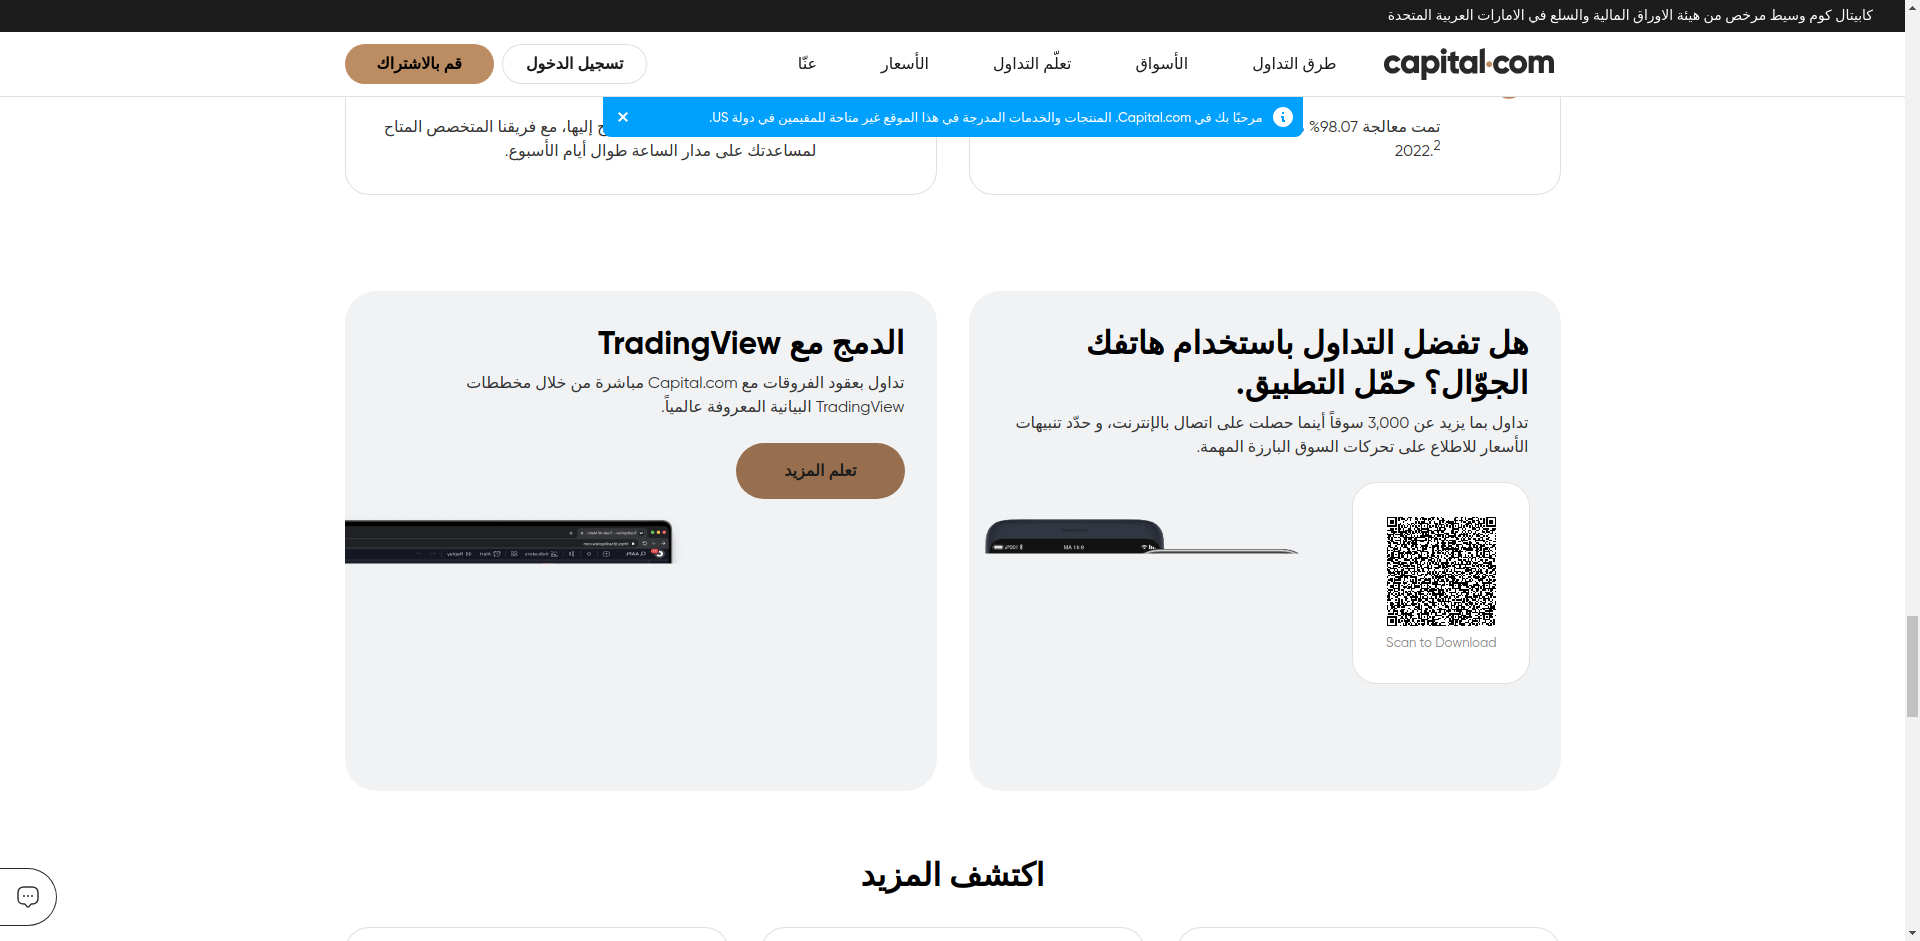 كابيتال كوم وسيط مرخص من هيئة الاوراق المالية والسلع في الامارات العربية المتحدة
capital.com
طرق التداول
الأسواق
تعلّم التداول
الأسعار
عنّا
تسجيل الدخول
قم بالاشتراك
مرحبًا بك في Capital.com. المنتجات والخدمات المدرجة في هذا الموقع غير متاحة للمقيمين في دولة US.
تمت معالجة 98.07%
2022.2
إليها، مع فريقنا المتخصص المتاح
لمساعدتك على مدار الساعة طوال أيام الأسبوع.
هل تفضل التداول باستخدام هاتفك
الجوّال؟ حمّل التطبيق.
تداول بما يزيد عن 3,000 سوقاً أينما حصلت على اتصال بالإنترنت، و حدّد تنبيهات
الأسعار للاطلاع على تحركات السوق البارزة المهمة.
Scan to Download
9:41 AM
100%
الدمج مع TradingView
تداول بعقود الفروقات مع Capital.com مباشرة من خلال مخططات
TradingView البيانية المعروفة عالمياً.
تعلم المزيد
اكتشف المزيد